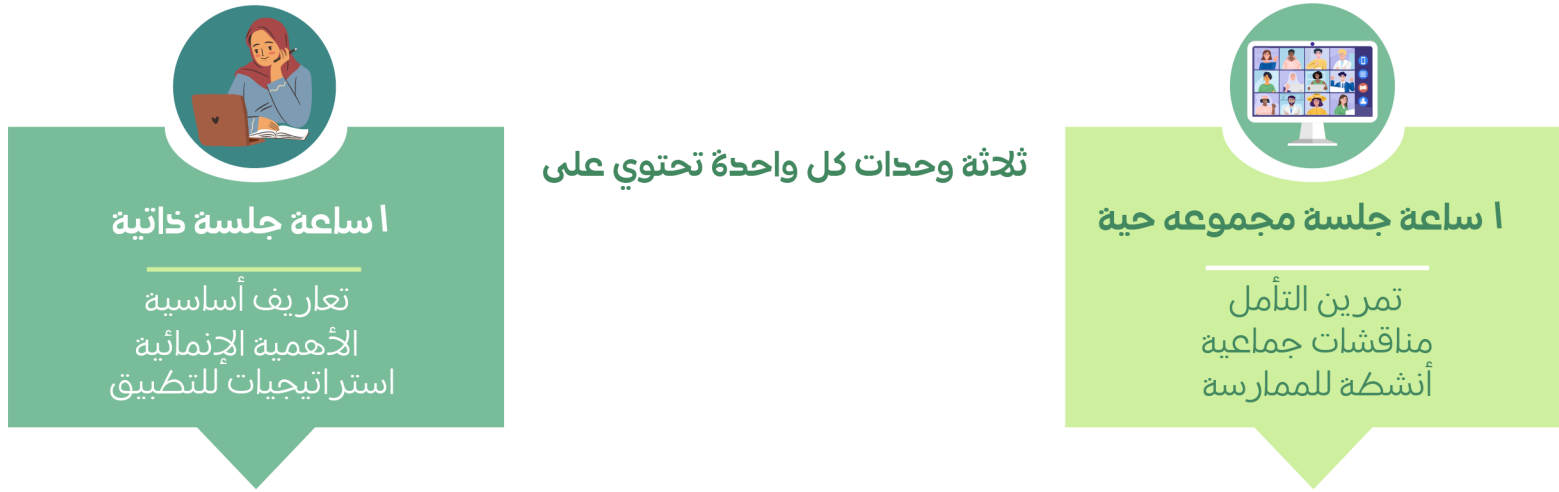 ثلاثة وحدات كل واحدة تحتوي على
١ ساعة جلسة مجموعه حية
تمرين التأمل
مناقشات جماعية
أنشطة للممارسة
١ ساعة جلسة ذاتية
تعاريف أساسية
الأهمية الإنمائية
استراتيجيات للتطبيق